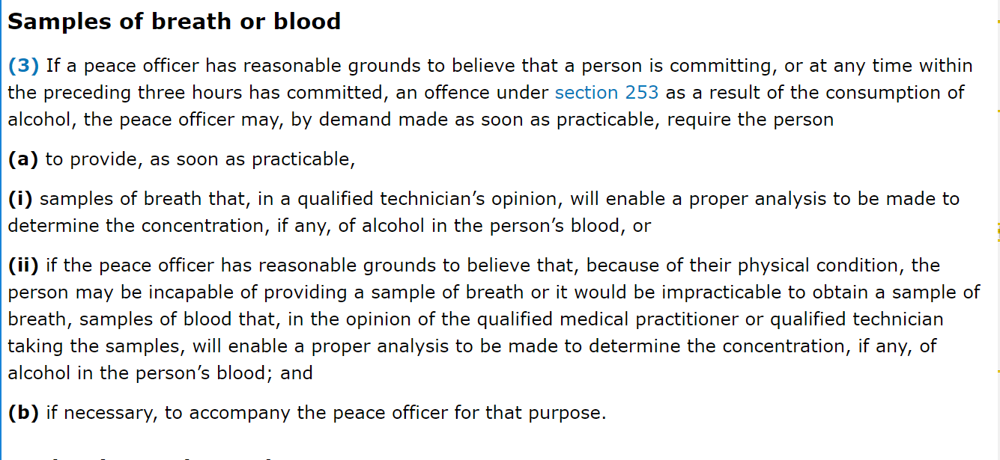 Samples of breath or blood
(3) If a peace officer has reasonable grounds to believe that a person is committing, or at any time within
the preceding three hours has committed, an offence under section 253 as a result of the consumption of
alcohol, the peace officer may, by demand made as soon as practicable, require the person
(a) to provide, as soon as practicable,
(i) samples of breath that, in a qualified technician’s opinion, will enable a proper analysis to be made to
determine the concentration, if any, of alcohol in the person’s blood, or
(ii) if the peace officer has reasonable grounds to believe that, because of their physical condition, the
person may be incapable of providing a sample of breath or it would be impracticable to obtain a sample of
breath, samples of blood that, in the opinion of the qualified medical practitioner or qualified technician
taking the samples, will enable a proper analysis to be made to determine the concentration, if any, of
alcohol in the person’s blood; and
(b) if necessary, to accompany the peace officer for that purpose.